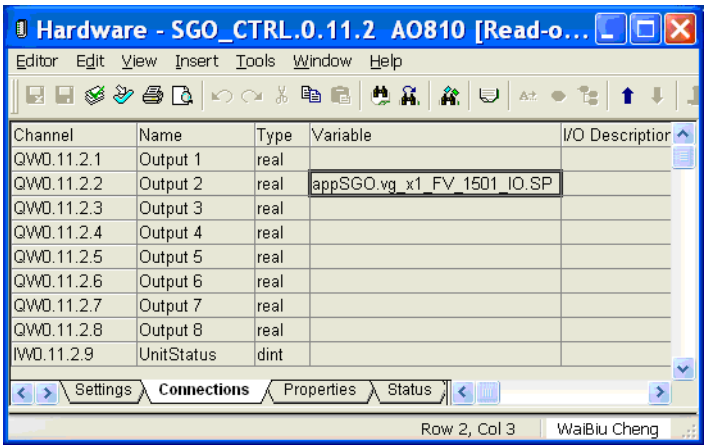 Hardware - SGO_CTRL.0.11.2 AO810 [Read-o...
Editor Edit View Insert Tools Window Help
Channel Name Type Variable I/O Description
QW0.11.2.1 Output 1 real
QW0.11.2.2 Output 2 real appSGO.vg_x1_FV_1501_IO.SP
QW0.11.2.3 Output 3 real
QW0.11.2.4 Output 4 real
QW0.11.2.5 Output 5 real
QW0.11.2.6 Output 6 real
QW0.11.2.7 Output 7 real
QW0.11.2.8 Output 8 real
IW0.11.2.9 UnitStatus dint
Settings Connections Properties Status
Row 2, Col 3 WaiBiu Cheng